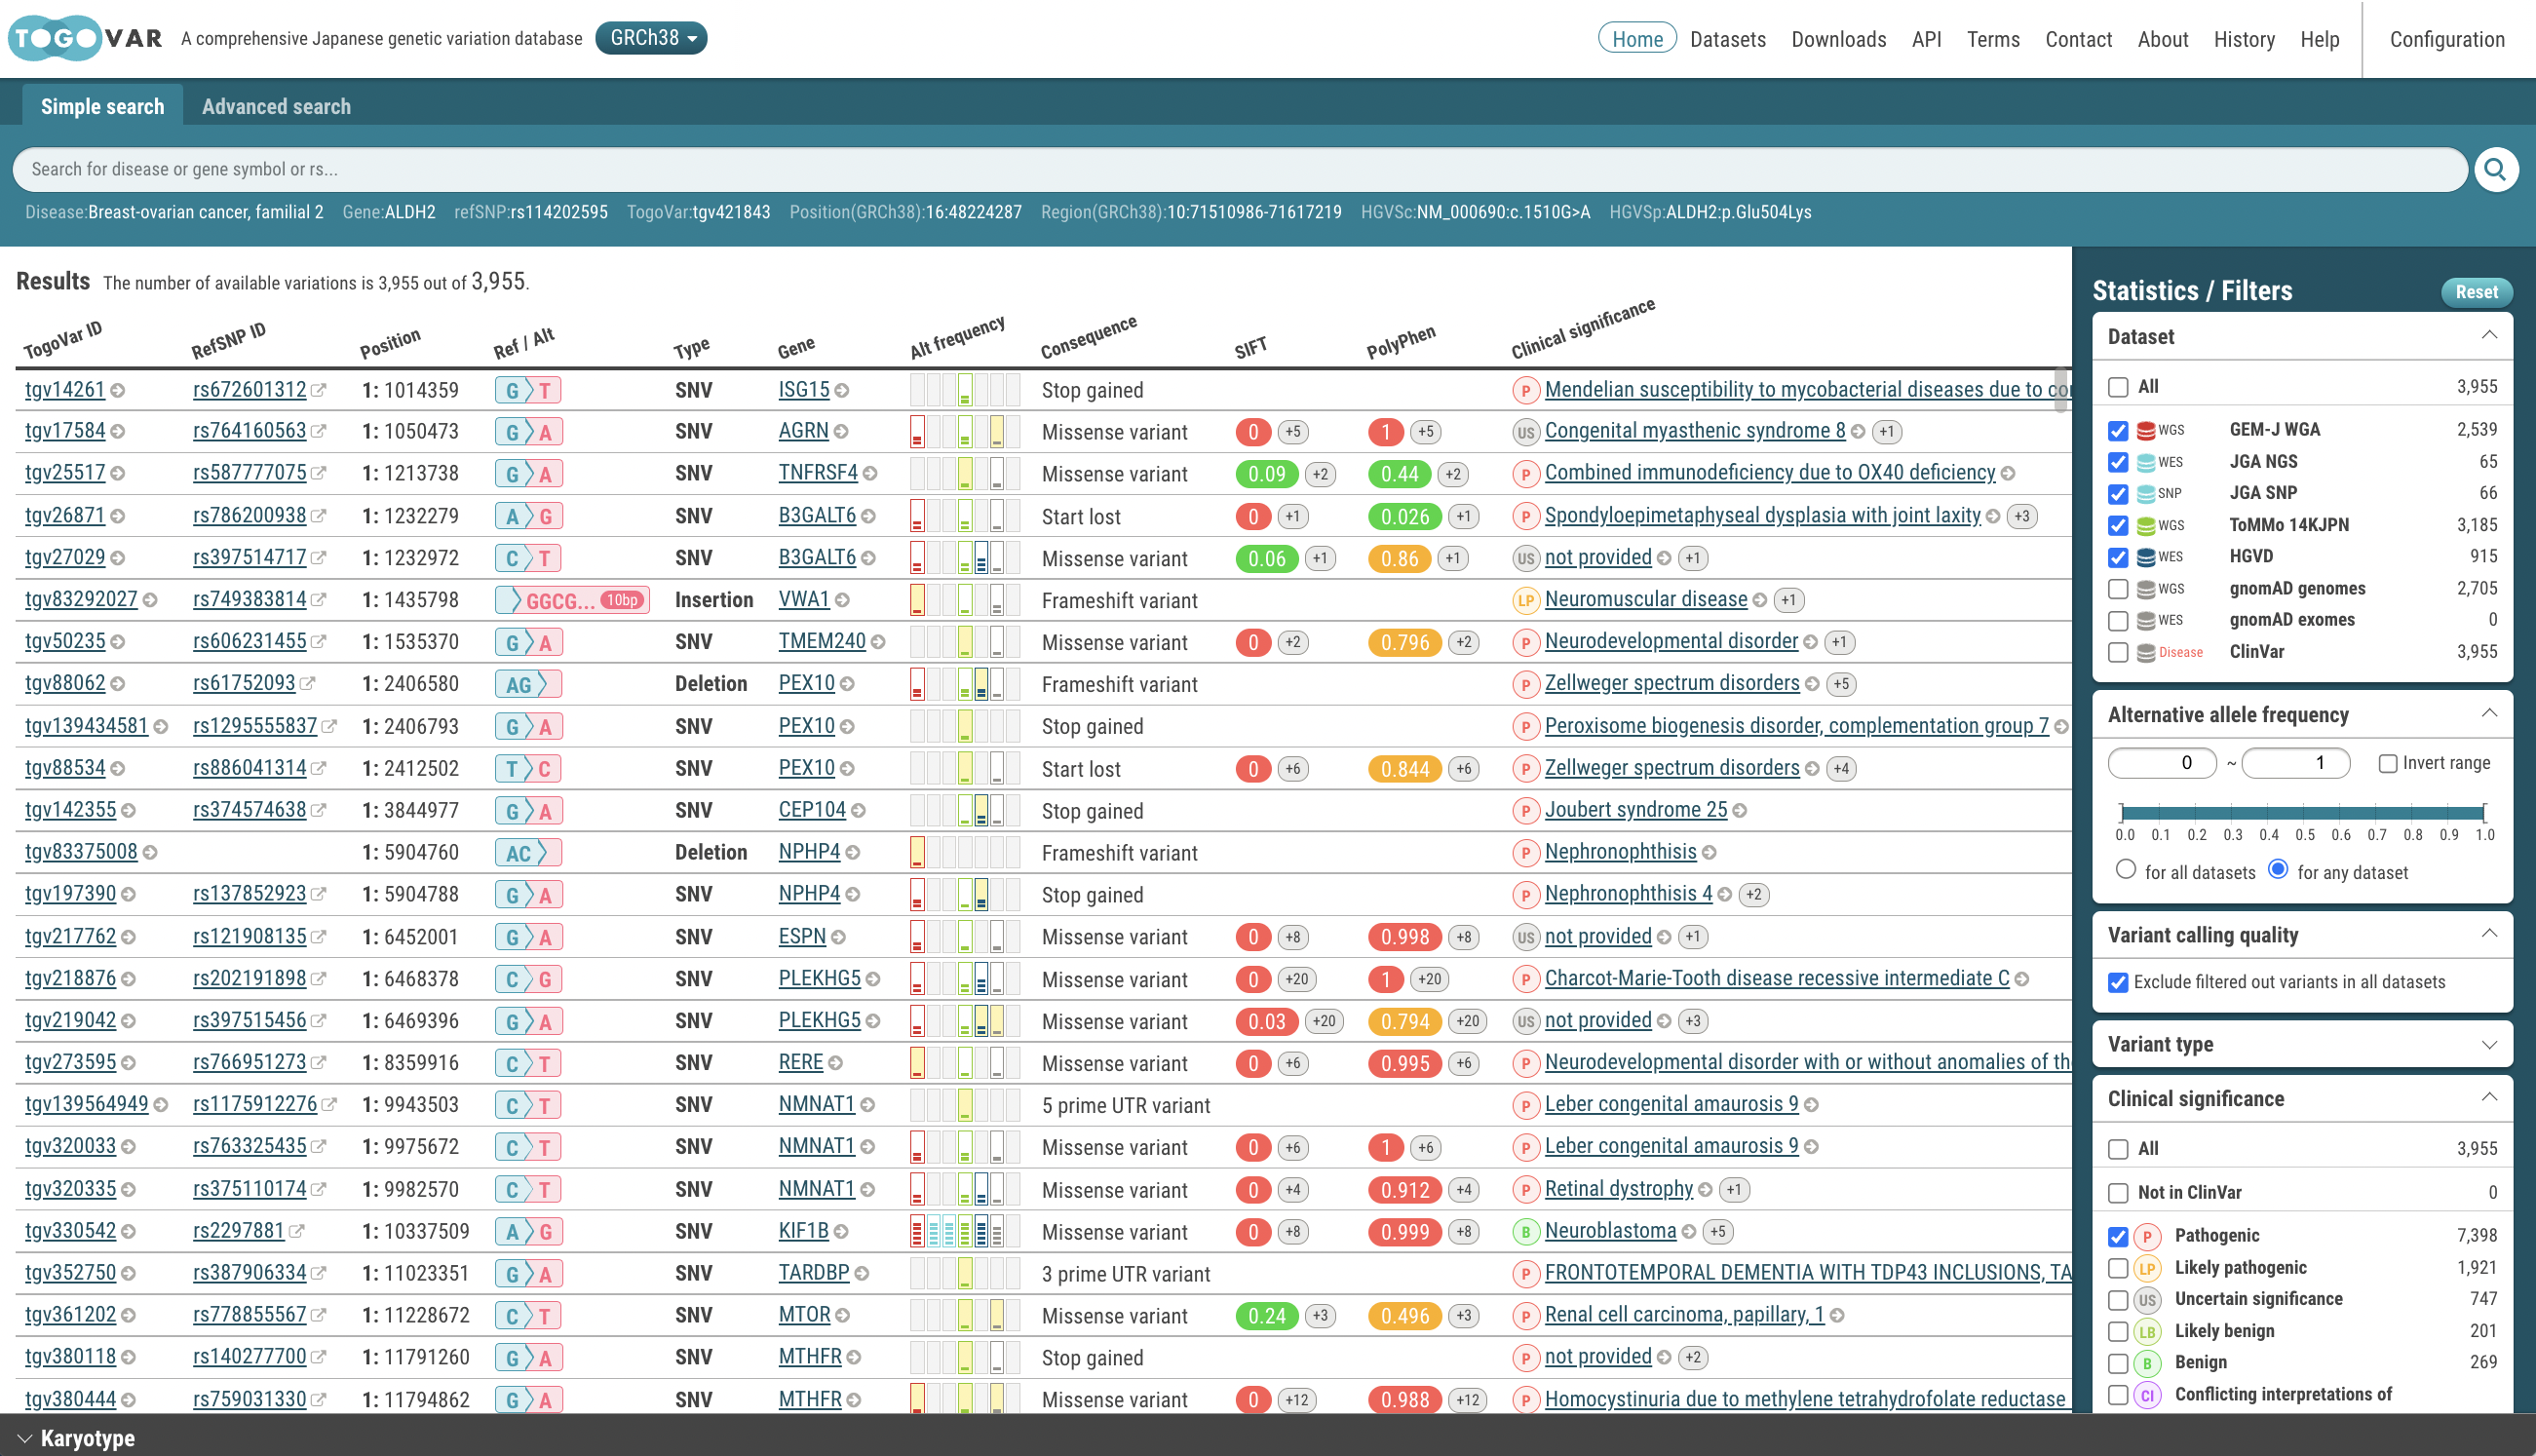 TOGOVAR A comprehensive Japanese genetic variation database GRCh38 Home Datasets Downloads API Terms Contact About History Help Configuration
Simple search Advanced search
Search for disease or gene symbol or rs...
Disease:Breast-ovarian cancer, familial 2 Gene:ALDH2 refSNP:rs114202595 TogoVar:tgv421843 Position(GRCh38):16:48224287 Region(GRCh38):10:71510986-71617219 HGVSc:NM_000690:c.1510G>A HGVSp:ALDH2:p.Glu504Lys
Results The number of available variations is 3,955 out of 3,955.
TogoVar ID RefSNP ID Position Ref / Alt Type Gene Alt frequency Consequence SIFT PolyPhen Clinical significance
tgv14261 rs672601312 1: 1014359 G T SNV ISG15 Stop gained P Mendelian susceptibility to mycobacterial diseases due to
tgv17584 rs764160563 1: 1050473 G A SNV AGRN Missense variant 0 +5 1 +5 US Congenital myasthenic syndrome 8 +1
tgv25517 rs587777075 1: 1213738 G A SNV TNFRSF4 Missense variant 0.09 +2 0.44 +2 P Combined immunodeficiency due to OX40 deficiency
tgv26871 rs786200938 1: 1232279 A G SNV B3GALT6 Start lost 0 +1 0.026 +1 P Spondyloepimetaphyseal dysplasia with joint laxity +3
tgv27029 rs397514717 1: 1232972 C T SNV B3GALT6 Missense variant 0.06 +1 0.86 +1 US not provided +1
tgv83292027 rs749383814 1: 1435798 GGCG... 10bp Insertion VWA1 Frameshift variant LP Neuromuscular disease +1
tgv50235 rs606231455 1: 1535370 G A SNV TMEM240 Missense variant 0 +2 0.796 +2 P Neurodevelopmental disorder +1
tgv88062 rs61752093 1: 2406580 AG Deletion PEX10 Frameshift variant P Zellweger spectrum disorders +5
tgv139434581 rs1295555837 1: 2406793 G A SNV PEX10 Stop gained P Peroxisome biogenesis disorder, complementation group 7
tgv88534 rs886041314 1: 2412502 T C SNV PEX10 Start lost 0 +6 0.844 +6 P Zellweger spectrum disorders +4
tgv142355 rs374574638 1: 3844977 G A SNV CEP104 Stop gained P Joubert syndrome 25
tgv83375008 1: 5904760 AC Deletion NPHP4 Frameshift variant P Nephronophthisis
tgv197390 rs137852923 1: 5904788 G A SNV NPHP4 Stop gained P Nephronophthisis 4 +2
tgv217762 rs121908135 1: 6452001 G A SNV ESPN Missense variant 0 +8 0.998 +8 US not provided +1
tgv218876 rs202191898 1: 6468378 C G SNV PLEKHG5 Missense variant 0 +20 1 +20 P Charcot-Marie-Tooth disease recessive intermediate C
tgv219042 rs397515456 1: 6469396 G A SNV PLEKHG5 Missense variant 0.03 +20 0.794 +20 US not provided +3
tgv273595 rs766951273 1: 8359916 C T SNV RERE Missense variant 0 +6 0.995 +6 P Neurodevelopmental disorder with or without anomalies of
tgv139564949 rs1175912276 1: 9943503 C T SNV NMNAT1 5 prime UTR variant P Leber congenital amaurosis 9
tgv320033 rs763325435 1: 9975672 C T SNV NMNAT1 Missense variant 0 +6 1 +6 P Leber congenital amaurosis 9
tgv320335 rs375110174 1: 9982570 C T SNV NMNAT1 Missense variant 0 +4 0.912 +4 P Retinal dystrophy +1
tgv330542 rs2297881 1: 10337509 A G SNV KIF1B Missense variant 0 +8 0.999 +8 B Neuroblastoma +5
tgv352750 rs387906334 1: 11023351 G A SNV TARDBP 3 prime UTR variant P FRONTOTEMPORAL DEMENTIA WITH TDP43 INCLUSIONS, TA
tgv361202 rs778855567 1: 11228672 C T SNV MTOR Missense variant 0.24 +3 0.496 +3 P Renal cell carcinoma, papillary, 1
tgv380118 rs140277700 1: 11791260 G A SNV MTHFR Stop gained P not provided +2
tgv380444 rs759031330 1: 11794862 G A SNV MTHFR Missense variant 0 +12 0.988 +12 P Homocystinuria due to methylene tetrahydrofolate reductase
Statistics / Filters Reset
Dataset
All 3,955
WGS GEM-J WGA 2,539
WES JGA NGS 65
SNP JGA SNP 66
WGS ToMMo 14KJPN 3,185
WES HGVD 915
WGS gnomAD genomes 2,705
WES gnomAD exomes 0
Disease ClinVar 3,955
Alternative allele frequency
0 ~ 1 Invert range
0.0 0.1 0.2 0.3 0.4 0.5 0.6 0.7 0.8 0.9 1.0
for all datasets for any dataset
Variant calling quality
Exclude filtered out variants in all datasets
Variant type
Clinical significance
All 3,955
Not in ClinVar 0
P Pathogenic 7,398
LP Likely pathogenic 1,921
US Uncertain significance 747
LB Likely benign 201
B Benign 269
CI Conflicting interpretations of
Karyotype